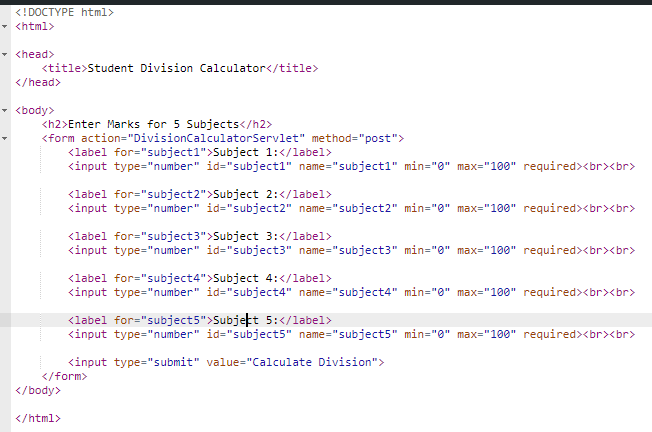 <!DOCTYPE html>
<html>
<head>
<title>Student Division Calculator</title>
</head>
<body>
<h2>Enter Marks for 5 Subjects</h2>
<form action="DivisionCalculatorServlet" method="post">
<label for="subject1">Subject 1:</label>
<input type="number" id="subject1" name="subject1" min="0" max="100" required><br><br>
<label for="subject2">Subject 2:</label>
<input type="number" id="subject2" name="subject2" min="0" max="100" required><br><br>
<label for="subject3">Subject 3:</label>
<input type="number" id="subject3" name="subject3" min="0" max="100" required><br><br>
<label for="subject4">Subject 4:</label>
<input type="number" id="subject4" name="subject4" min="0" max="100" required><br><br>
<label for="subject5">Subject 5:</label>
<input type="number" id="subject5" name="subject5" min="0" max="100" required><br><br>
<input type="submit" value="Calculate Division">
</form>
</body>
</html>